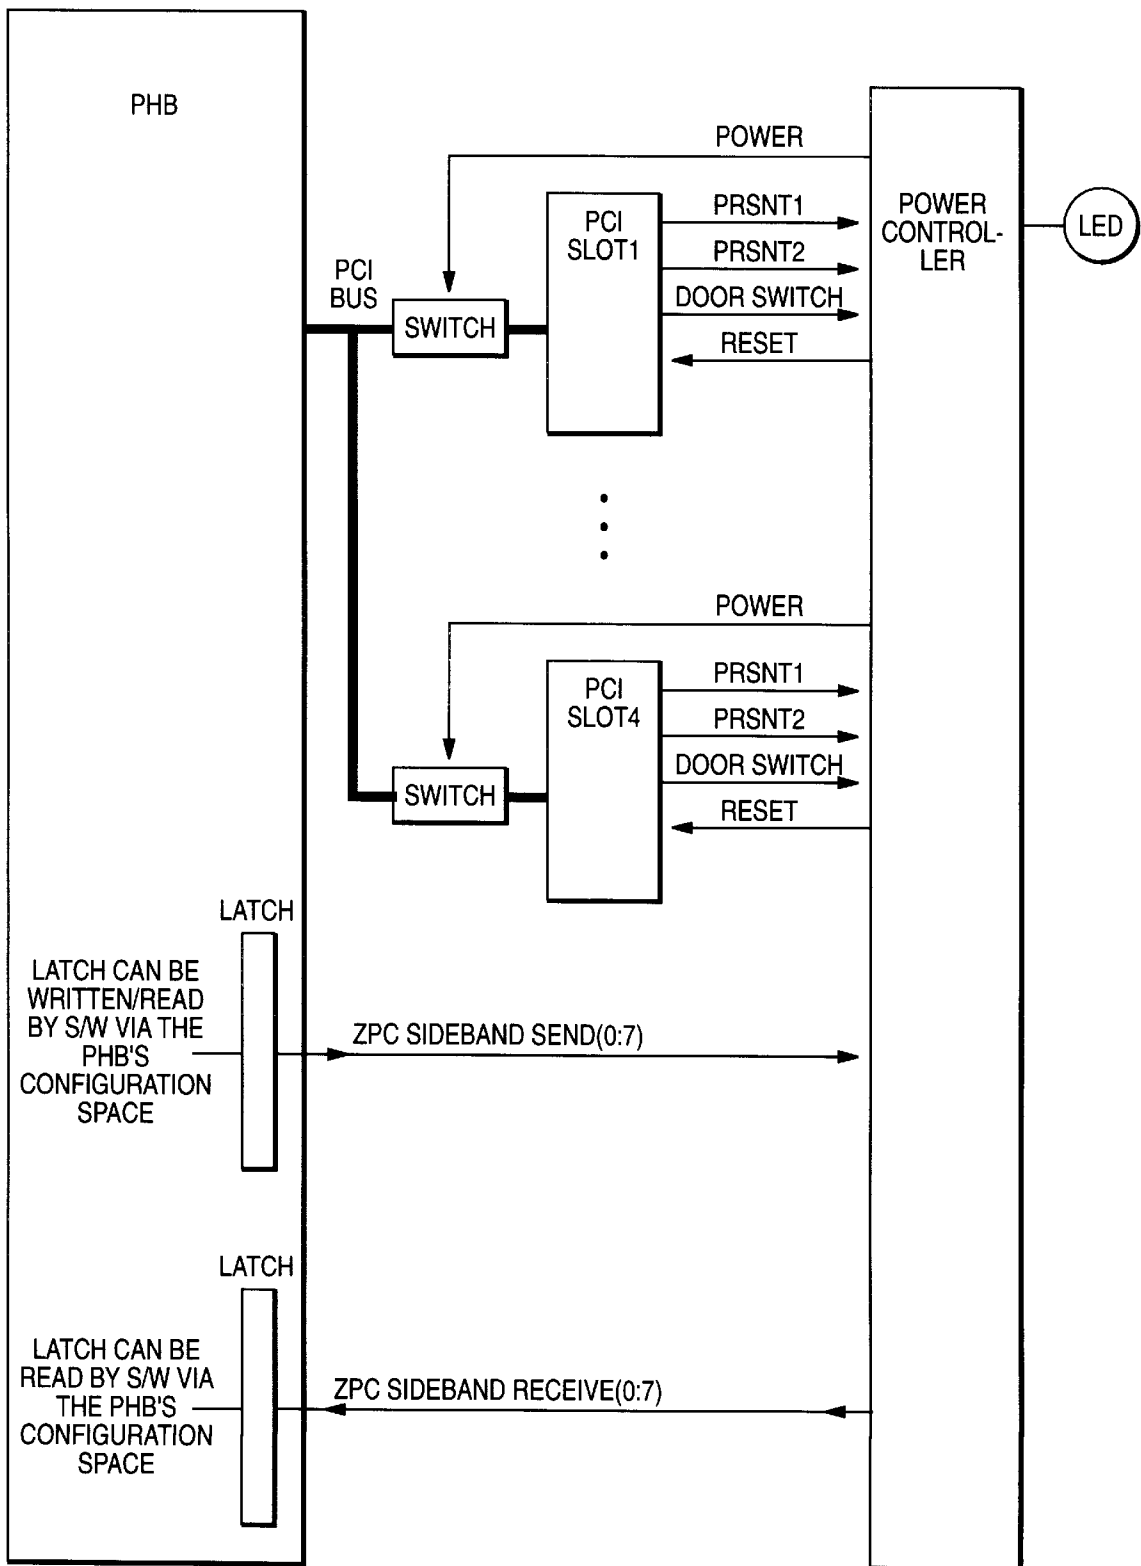 PHB
POWER
PRSNT1
PCI
SLOT1
POWER
CONTROL-
LER
LED
PRSNT2
PCI
BUS
DOOR SWITCH
SWITCH
RESET
POWER
PRSNT1
PCI
SLOT4
PRSNT2
DOOR SWITCH
SWITCH
RESET
LATCH
LATCH CAN BE
WRITTEN/READ
BY S/W VIA THE
PHB'S
CONFIGURATION
SPACE
ZPC SIDEBAND SEND(0:7)
LATCH
LATCH CAN BE
READ BY S/W VIA
THE PHB'S
CONFIGURATION
SPACE
ZPC SIDEBAND RECEIVE(0:7)